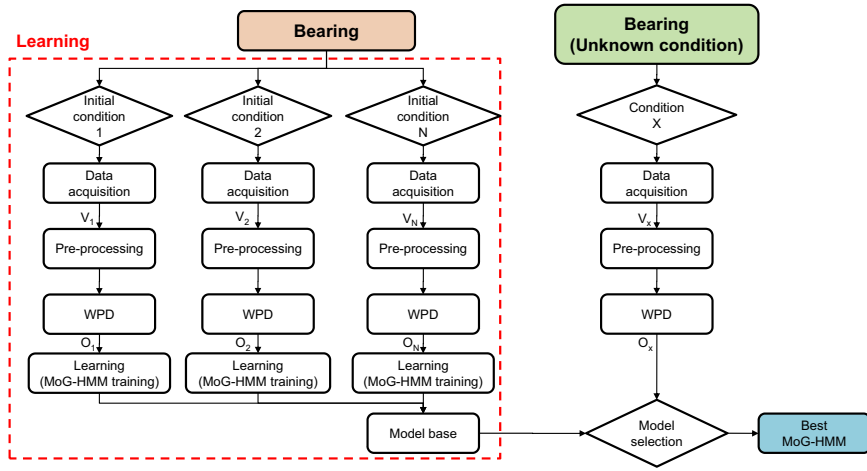 Learning
Bearing
Bearing
(Unknown condition)
Initial
condition
1
Initial
condition
2
Initial
condition
N
Condition
X
Data
acquisition
Data
acquisition
Data
acquisition
Data
acquisition
V1
V2
VN
Vx
Pre-processing
Pre-processing
Pre-processing
Pre-processing
WPD
WPD
WPD
WPD
O1
O2
ON
Ox
Learning
(MoG-HMM training)
Learning
(MoG-HMM training)
Learning
(MoG-HMM training)
Model base
Model
selection
Best
MoG-HMM